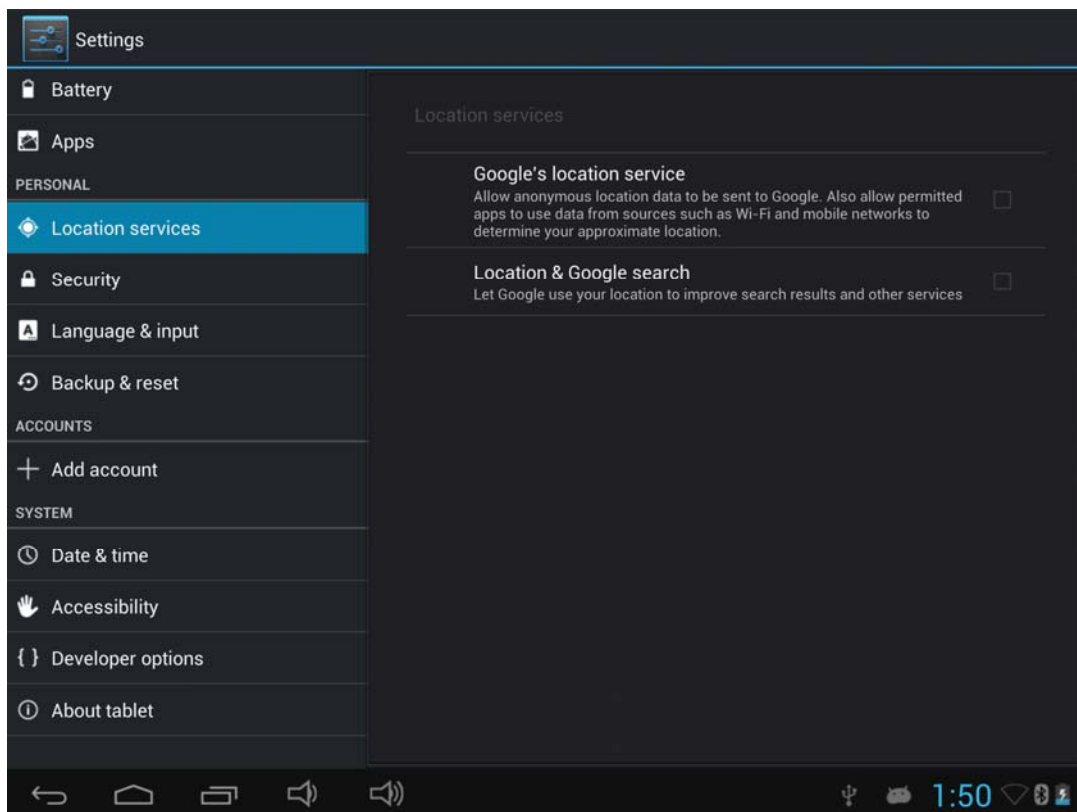 Settings
Battery
Apps
PERSONAL
Location services
Security
Language & input
Backup & reset
ACCOUNTS
Add account
SYSTEM
Date & time
Accessibility
Developer options
About tablet
Location services
Google's location service
Allow anonymous location data to be sent to Google. Also allow permitted
apps to use data from sources such as Wi-Fi and mobile networks to
determine your approximate location.
Location & Google search
Let Google use your location to improve search results and other services
1:50